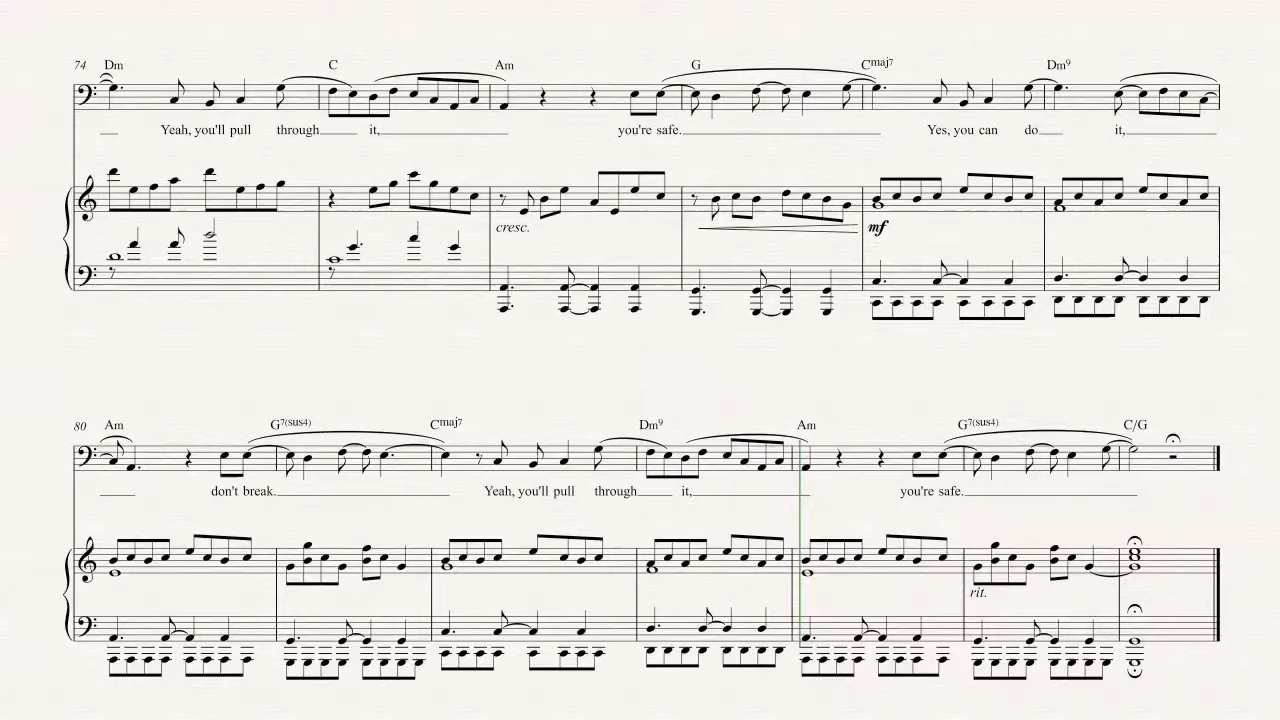 74 Dm C Am G Cmaj7 Dm9
Yeah, you'll pull through it, you're safe. Yes, you can do it,
cresc. mf
80 Am G7(sus4) Cmaj7 Dm9 Am G7(sus4) C/G
don't break. Yeah, you'll pull through it, you're safe.
rit.